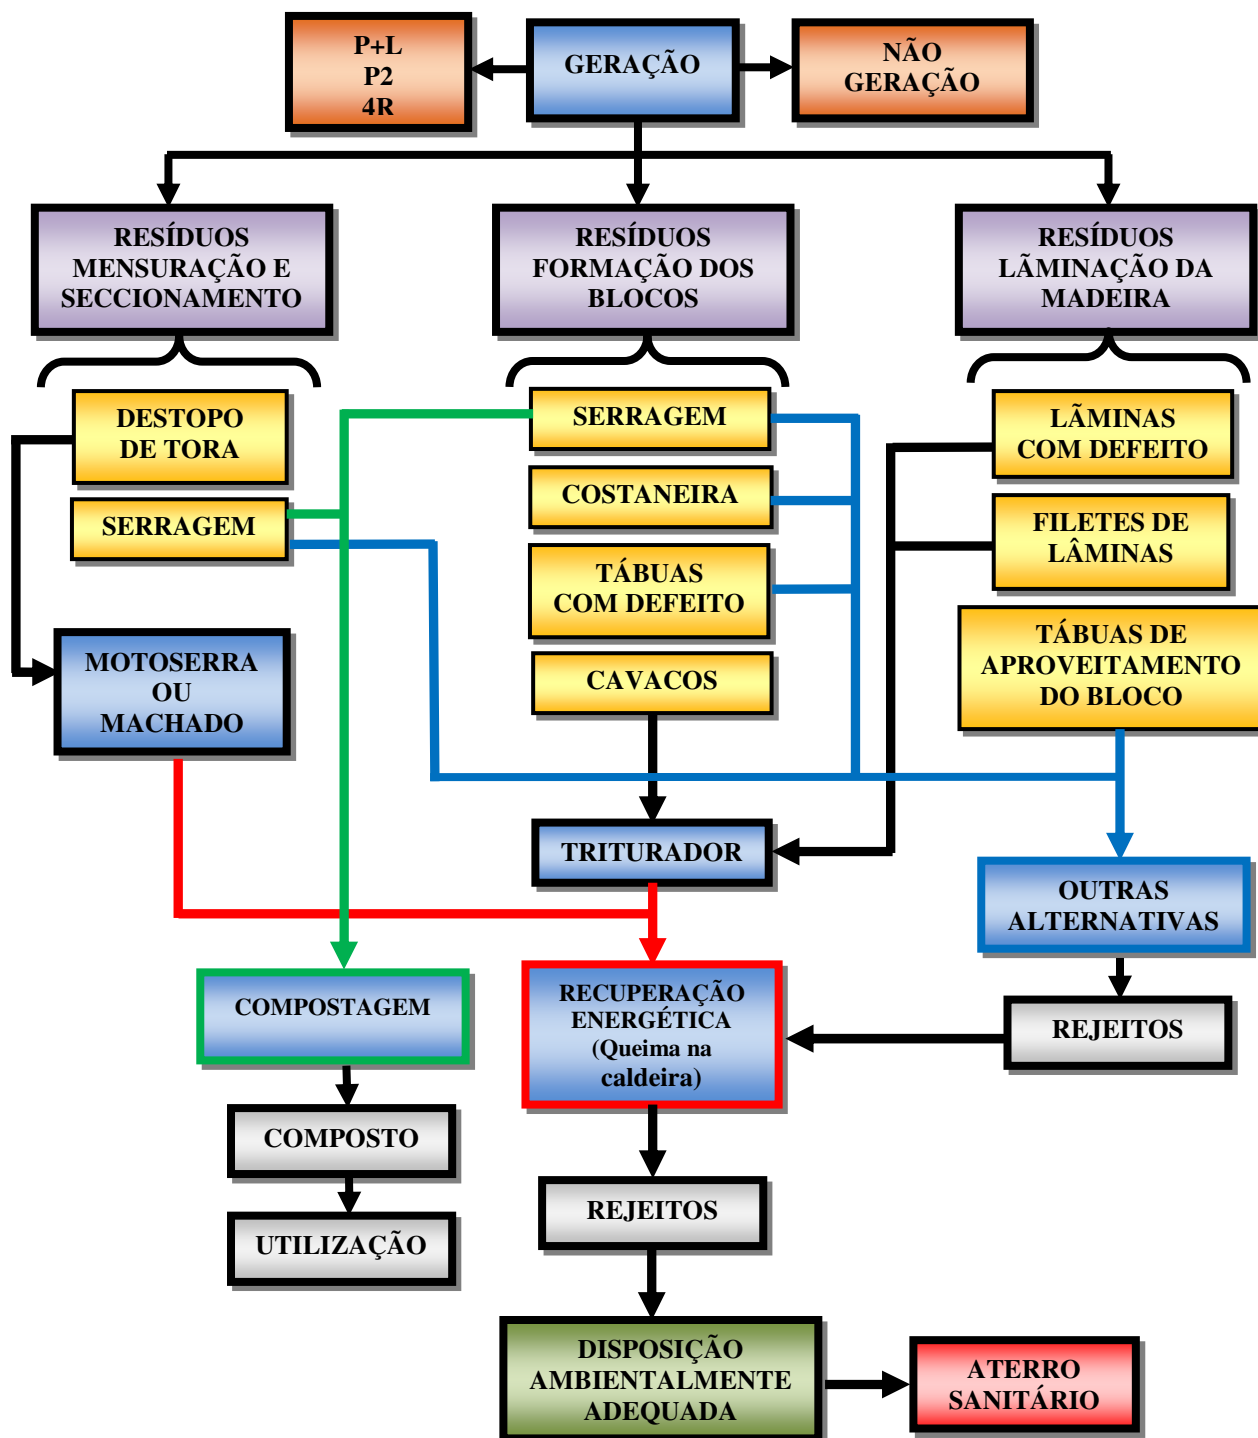 P+L
P2
4R
GERAÇÃO
NÃO
GERAÇÃO
RESÍDUOS
MENSURAÇÃO E
SECCIONAMENTO
RESÍDUOS
FORMAÇÃO DOS
BLOCOS
RESÍDUOS
LÃMINAÇÃO DA
MADEIRA
DESTOPO
DE TORA
SERRAGEM
SERRAGEM
COSTANEIRA
TÁBUAS
COM DEFEITO
CAVACOS
LÃMINAS
COM DEFEITO
FILETES DE
LÂMINAS
TÁBUAS DE
APROVEITAMENTO
DO BLOCO
MOTOSERRA
OU
MACHADO
TRITURADOR
OUTRAS
ALTERNATIVAS
COMPOSTAGEM
RECUPERAÇÃO
ENERGÉTICA
(Queima na
caldeira)
REJEITOS
COMPOSTO
REJEITOS
UTILIZAÇÃO
DISPOSIÇÃO
AMBIENTALMENTE
ADEQUADA
ATERRO
SANITÁRIO